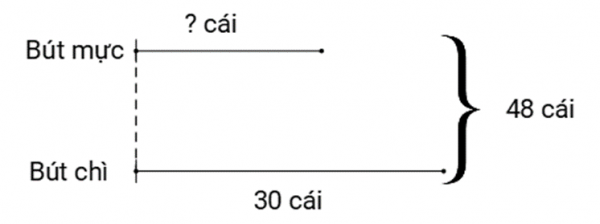 ? cái
Bút mực
48 cái
Bút chì
30 cái